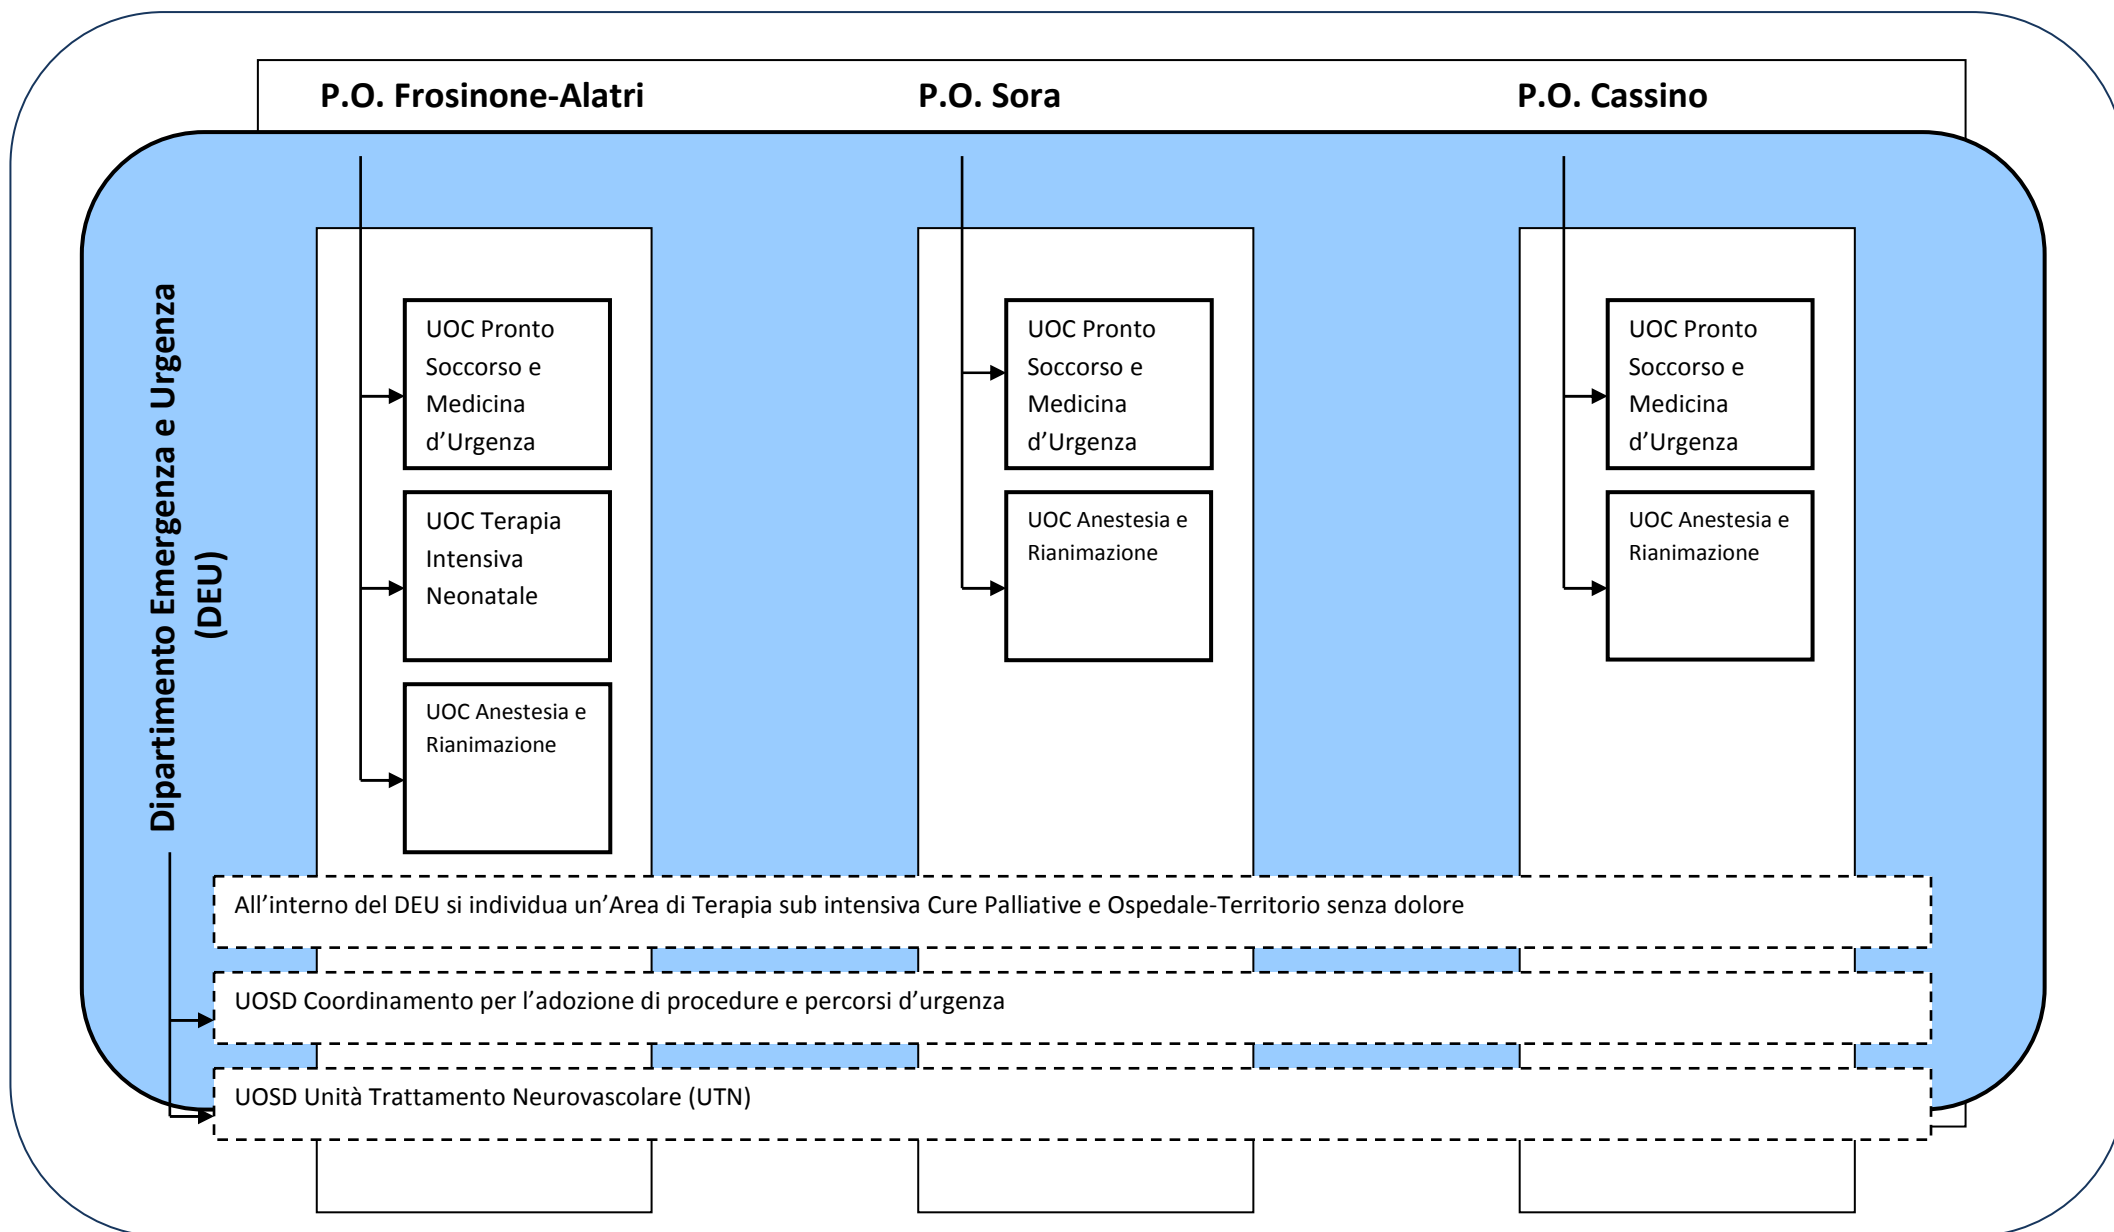 P.O. Frosinone-Alatri
P.O. Sora
P.O. Cassino
Dipartimento Emergenza e Urgenza
(DEU)
UOC Pronto
Soccorso e
Medicina
d’Urgenza
UOC Terapia
Intensiva
Neonatale
UOC Anestesia e
Rianimazione
UOC Pronto
Soccorso e
Medicina
d’Urgenza
UOC Anestesia e
Rianimazione
UOC Pronto
Soccorso e
Medicina
d’Urgenza
UOC Anestesia e
Rianimazione
All’interno del DEU si individua un’Area di Terapia sub intensiva Cure Palliative e Ospedale-Territorio senza dolore
UOSD Coordinamento per l’adozione di procedure e percorsi d’urgenza
UOSD Unità Trattamento Neurovascolare (UTN)